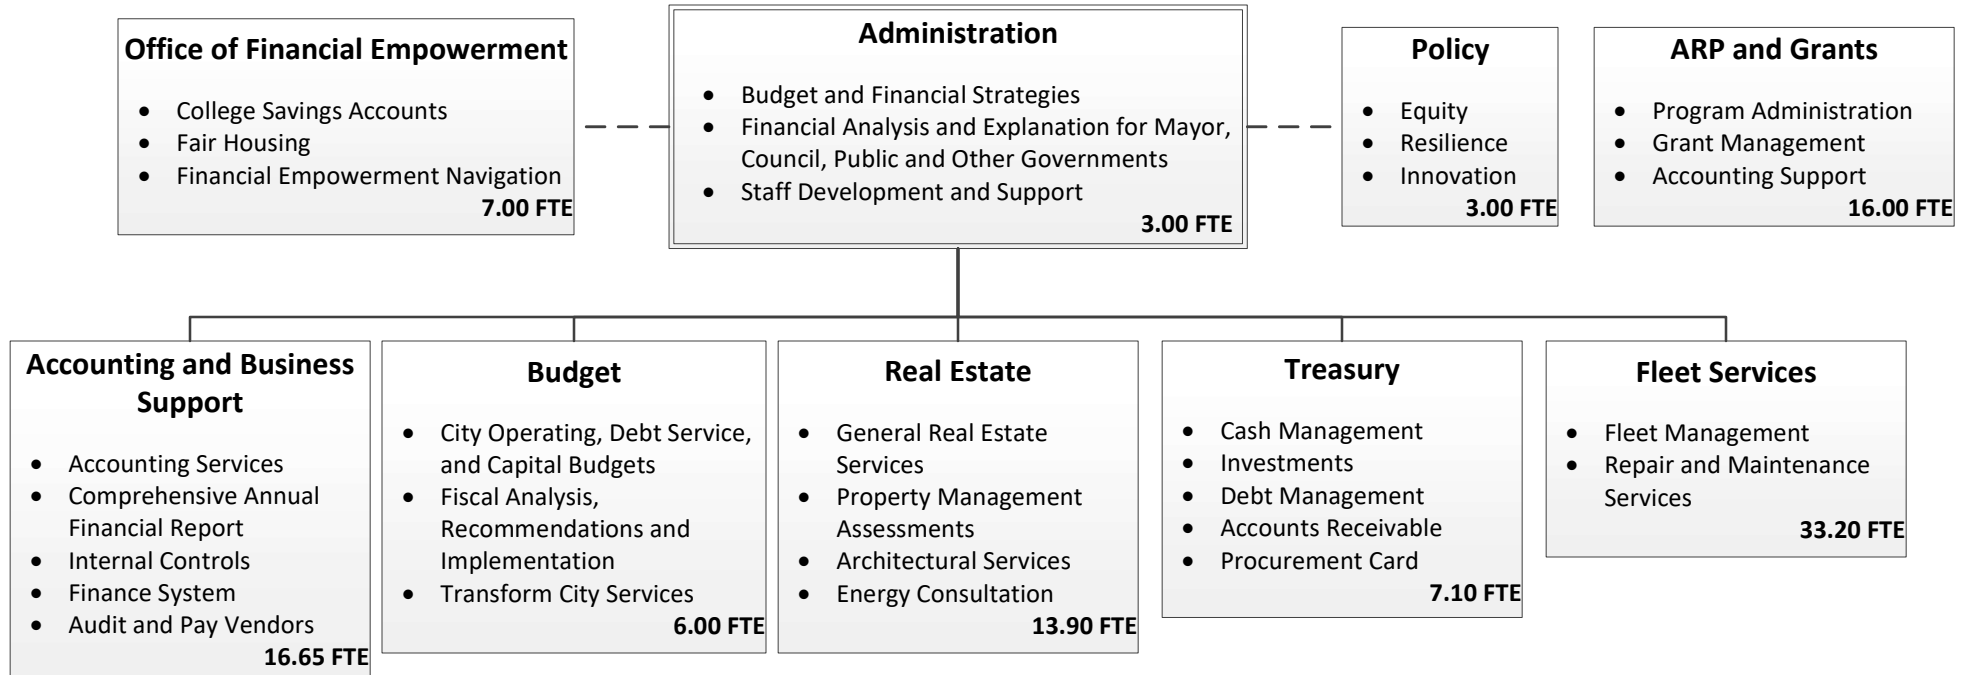 Office of Financial Empowerment
• College Savings Accounts
• Fair Housing
• Financial Empowerment Navigation
7.00 FTE
Administration
• Budget and Financial Strategies
• Financial Analysis and Explanation for Mayor,
Council, Public and Other Governments
• Staff Development and Support
3.00 FTE
Policy
• Equity
• Resilience
• Innovation
3.00 FTE
ARP and Grants
• Program Administration
• Grant Management
• Accounting Support
16.00 FTE
Accounting and Business
Support
• Accounting Services
• Comprehensive Annual
Financial Report
• Internal Controls
• Finance System
• Audit and Pay Vendors
16.65 FTE
Budget
• City Operating, Debt Service,
and Capital Budgets
• Fiscal Analysis,
Recommendations and
Implementation
• Transform City Services
6.00 FTE
Real Estate
• General Real Estate
Services
• Property Management
Assessments
• Architectural Services
• Energy Consultation
13.90 FTE
Treasury
• Cash Management
• Investments
• Debt Management
• Accounts Receivable
• Procurement Card
7.10 FTE
Fleet Services
• Fleet Management
• Repair and Maintenance
Services
33.20 FTE